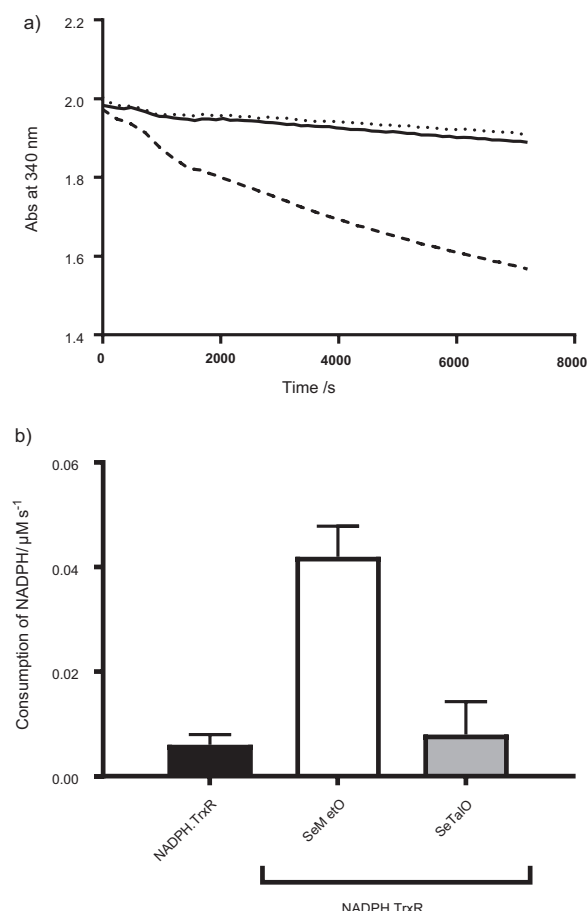 a)
2.2
2.0
1.8
1.6
1.4
Abs at 340 nm
0 2000 4000 6000 8000
Time /s
b)
0.06
0.04
0.02
0.00
Consumption of NADPH/ µM s-1
NADPH.TrxR
SeM etO
SeTalO
NADPH.TrxR